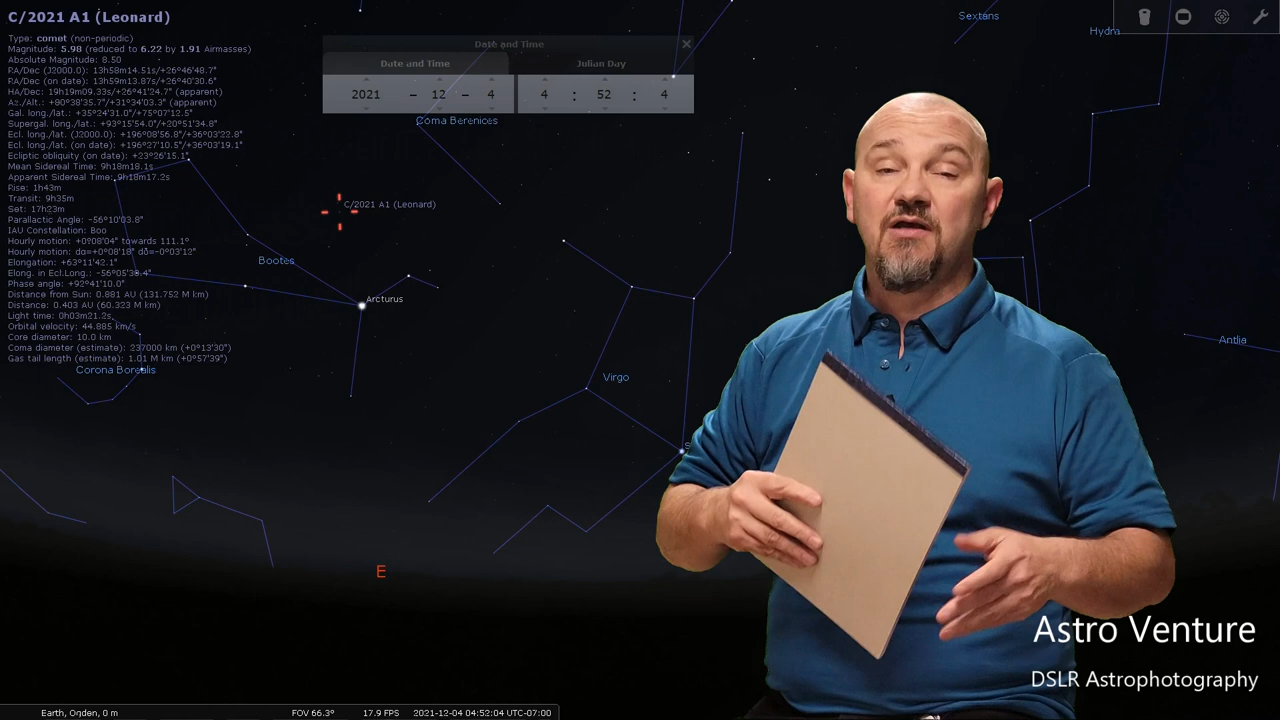 C/2021 A1 (Leonard)
Type: comet (non-periodic)
Magnitude: 5.98 (reduced to 6.22 by 1.91 Airmasses)
Absolute Magnitude: 8.50
RA/Dec (J2000.0): 13h58m14.51s/+26°46'48.7"
RA/Dec (on date): 13h59m13.87s/+26°40'30.6"
HA/Dec: 19h19m09.33s/+26°41'24.7" (apparent)
Az./Alt.: +80°38'35.7"/+31°34'03.3" (apparent)
Gal. long./lat.: +35°24'31.0"/+75°07'12.5"
Supergal. long./lat.: +93°15'54.0"/+20°51'34.8"
Ecl. long./lat. (J2000.0): +196°08'56.8"/+36°03'22.8"
Ecl. long./lat. (on date): +196°27'10.5"/+36°03'19.1"
Ecliptic obliquity (on date): +23°26'15.1"
Mean Sidereal Time: 9h18m18.1s
Apparent Sidereal Time: 9h18m17.2s
Rise: 1h43m
Transit: 9h35m
Set: 17h23m
Parallactic Angle: -56°10'03.8"
IAU Constellation: Boo
Hourly motion: +0°08'04" towards 111.1°
Hourly motion: dα=+0°08'18" dδ=-0°03'12"
Elongation: +63°11'42.1"
Elong. in Ecl.Long.: -56°05'38.4"
Phase angle: +92°41'10.0"
Distance from Sun: 0.881 AU (131.752 M km)
Distance: 0.403 AU (60.323 M km)
Light time: 0h03m21.2s
Orbital velocity: 44.885 km/s
Core diameter: 10.0 km
Coma diameter (estimate): 237000 km (+0°13'30")
Gas tail length (estimate): 1.01 M km (+0°57'39")
Date and Time
Date and Time Julian Day
2021 - 12 - 4 4 : 52 : 4
Sextans
Hydra
Coma Berenices
C/2021 A1 (Leonard)
Bootes
Arcturus
Corona Borealis
Virgo
Antlia
S
E
Astro Venture
DSLR Astrophotography
Earth, Ogden, 0 m FOV 66.3° 17.9 FPS 2021-12-04 04:52:04 UTC-07:00